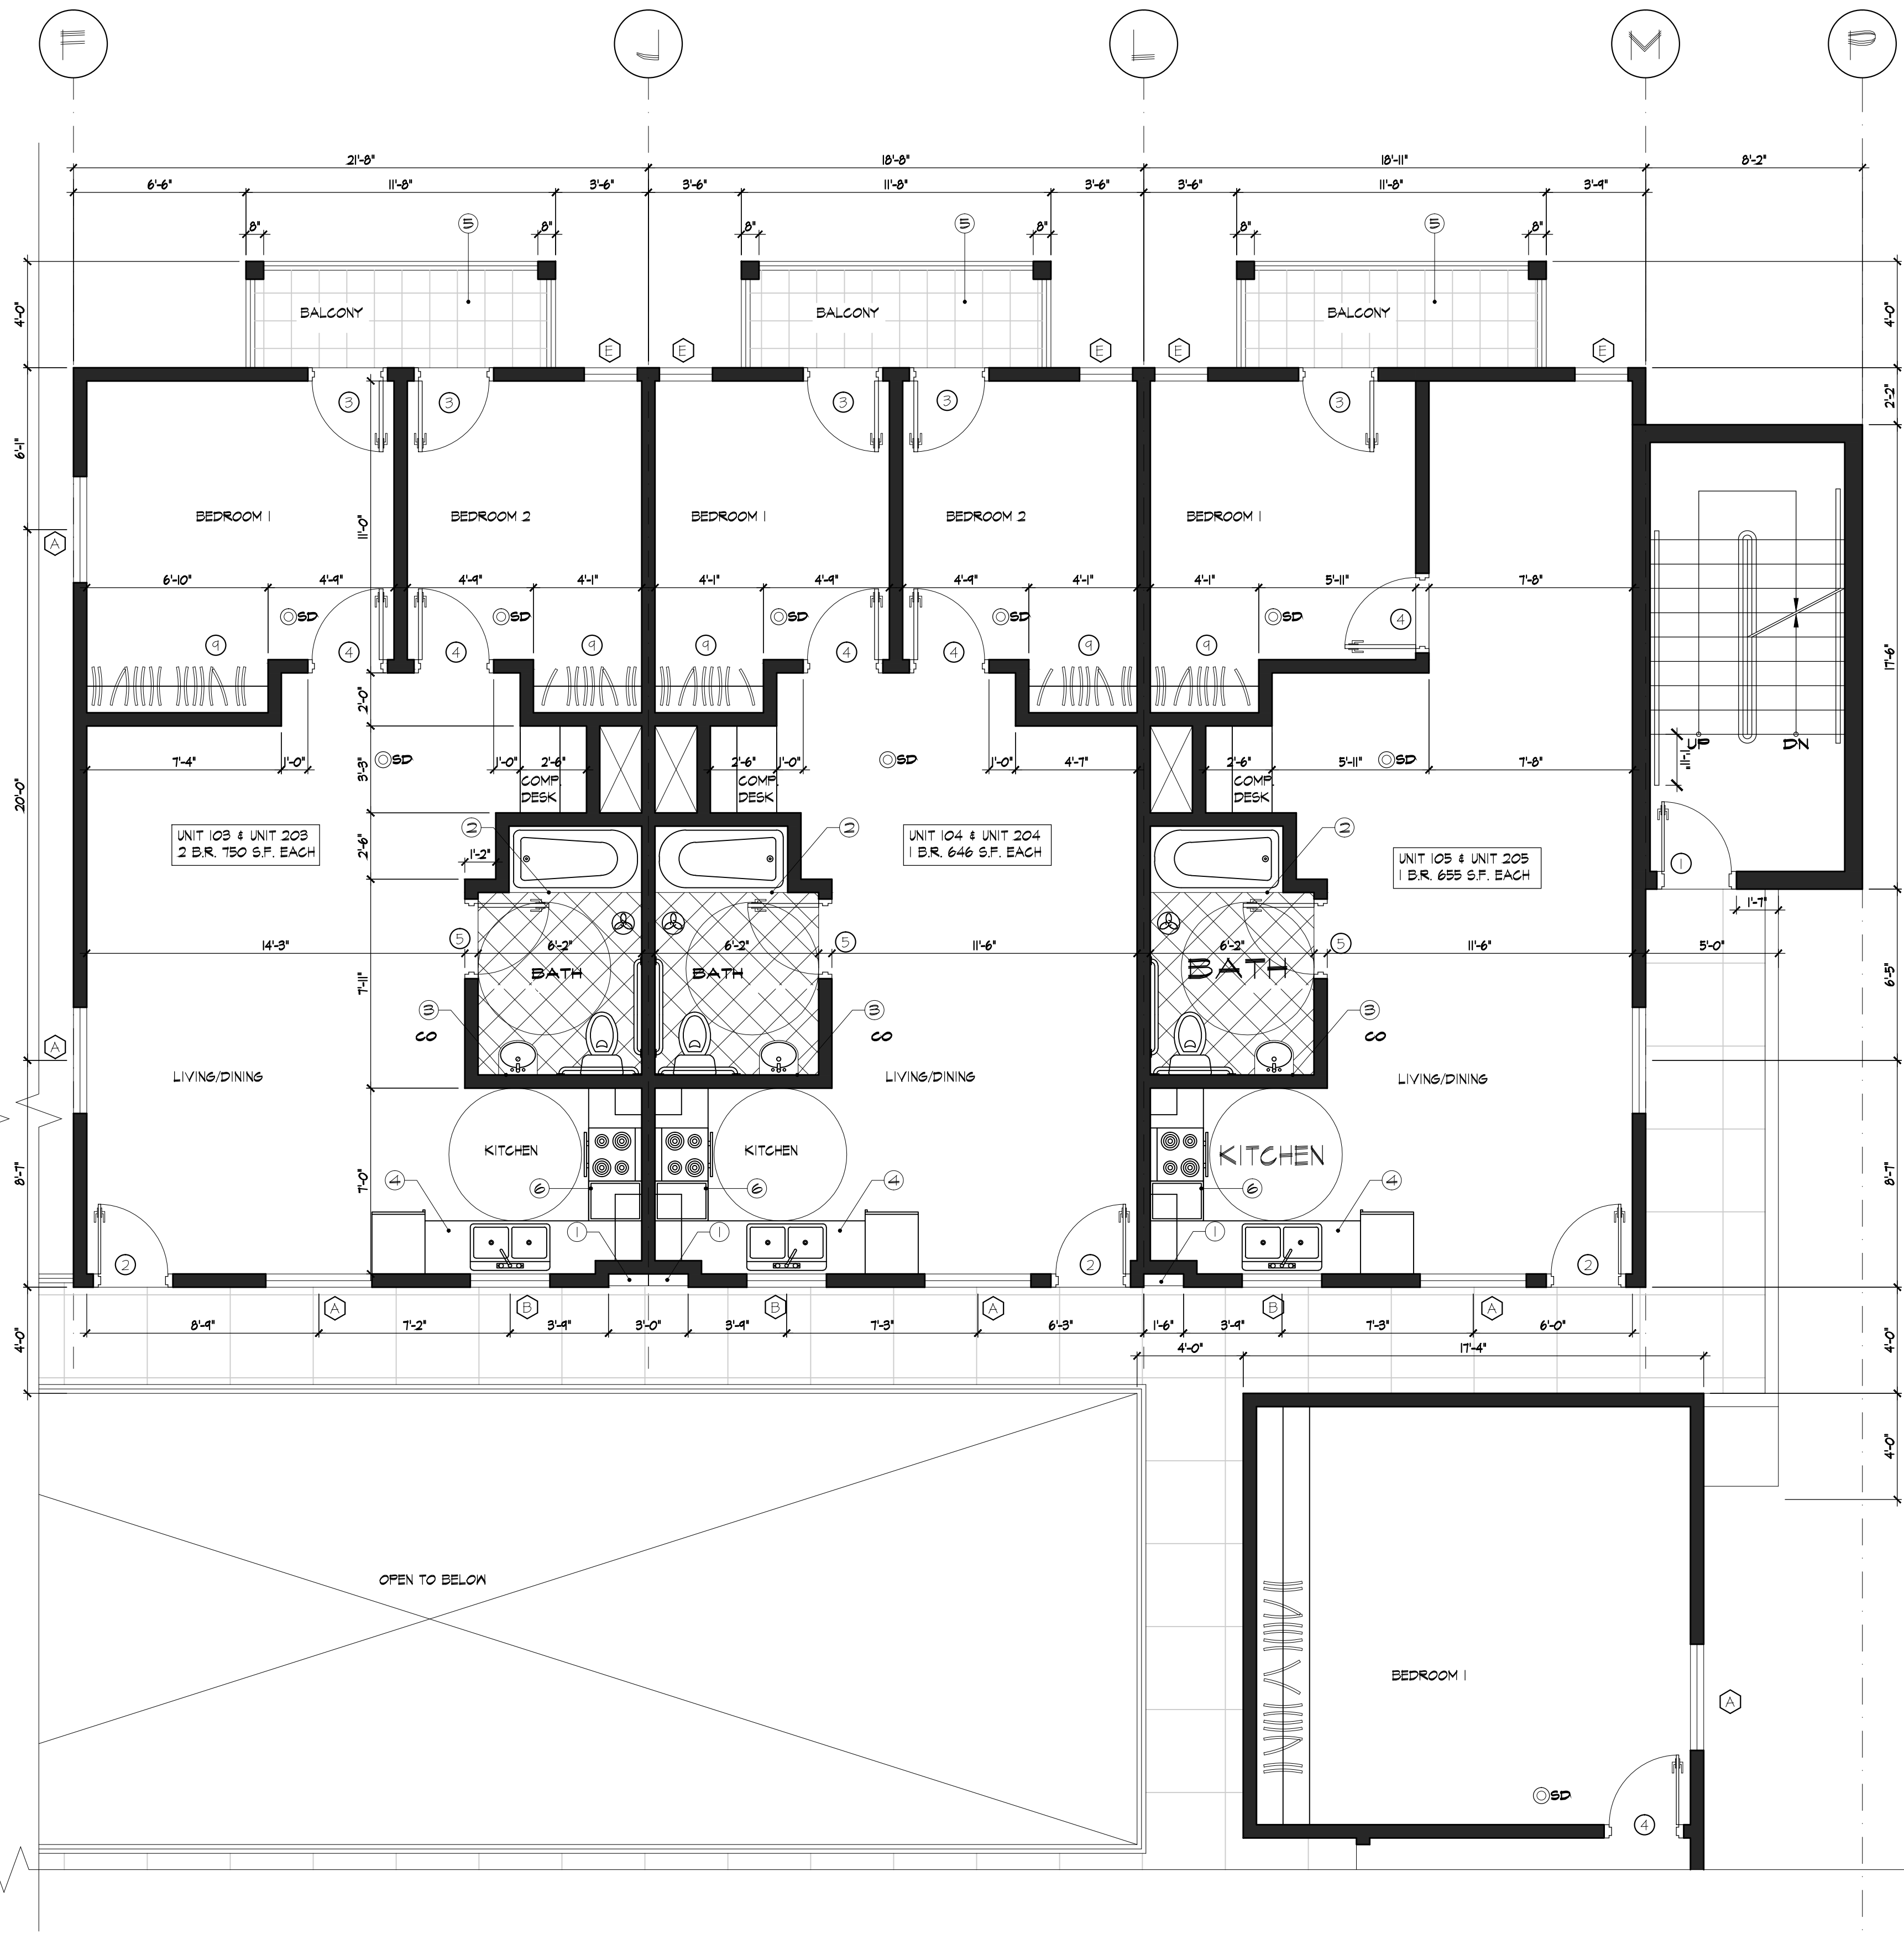 F J L M P
21'-8" 18'-8" 18'-11" 8'-2"
6'-6" 11'-8" 3'-6" 3'-6" 11'-8" 3'-6" 3'-6" 11'-8" 3'-9"
8" 5 8" 8" 5 8" 8" 5 8"
4'-0" BALCONY BALCONY BALCONY 4'-0"
E E E E E
2'-2"
3 3 3 3 3
6'-1"
11'-0"
BEDROOM 1 BEDROOM 2 BEDROOM 1 BEDROOM 2 BEDROOM 1
A
6'-10" 4'-9" 4'-9" 4'-1" 4'-1" 4'-9" 4'-9" 4'-1" 4'-1" 5'-11" 7'-8"
SD SD SD SD SD
9 4 4 9 9 4 4 9 9 4
17'-6"
2'-0"
UP DN
1'-11"
SD SD SD
7'-4" 1'-0" 3'-3" 1'-0" 2'-6" 2'-6" 1'-0" 1'-0" 4'-7" 2'-6" 5'-11" 7'-8"
COMP COMP COMP
DESK DESK DESK
20'-0"
UNIT 103 & UNIT 203
2 B.R. 750 S.F. EACH
UNIT 104 & UNIT 204
1 B.R. 646 S.F. EACH
UNIT 105 & UNIT 205
1 B.R. 655 S.F. EACH
2 2 2
2'-6" 1'-2"
1
1'-7"
5 5 5
14'-3" 6'-2" 6'-2" 11'-6" 6'-2" 11'-6" 5'-0"
BATH BATH BATH
7'-11" 6'-5"
3 3 3
CO CO CO
A
LIVING/DINING LIVING/DINING LIVING/DINING
KITCHEN KITCHEN KITCHEN
8'-7" 7'-0" 8'-7"
4 6 6 4 6 4
1 1 1
2 2 2
A B B A B A
8'-9" 7'-2" 3'-9" 3'-0" 3'-9" 7'-3" 6'-3" 1'-6" 3'-9" 7'-3" 6'-0"
4'-0" 4'-0"
4'-0" 17'-4"
4'-0"
OPEN TO BELOW
BEDROOM 1
A
SD
4